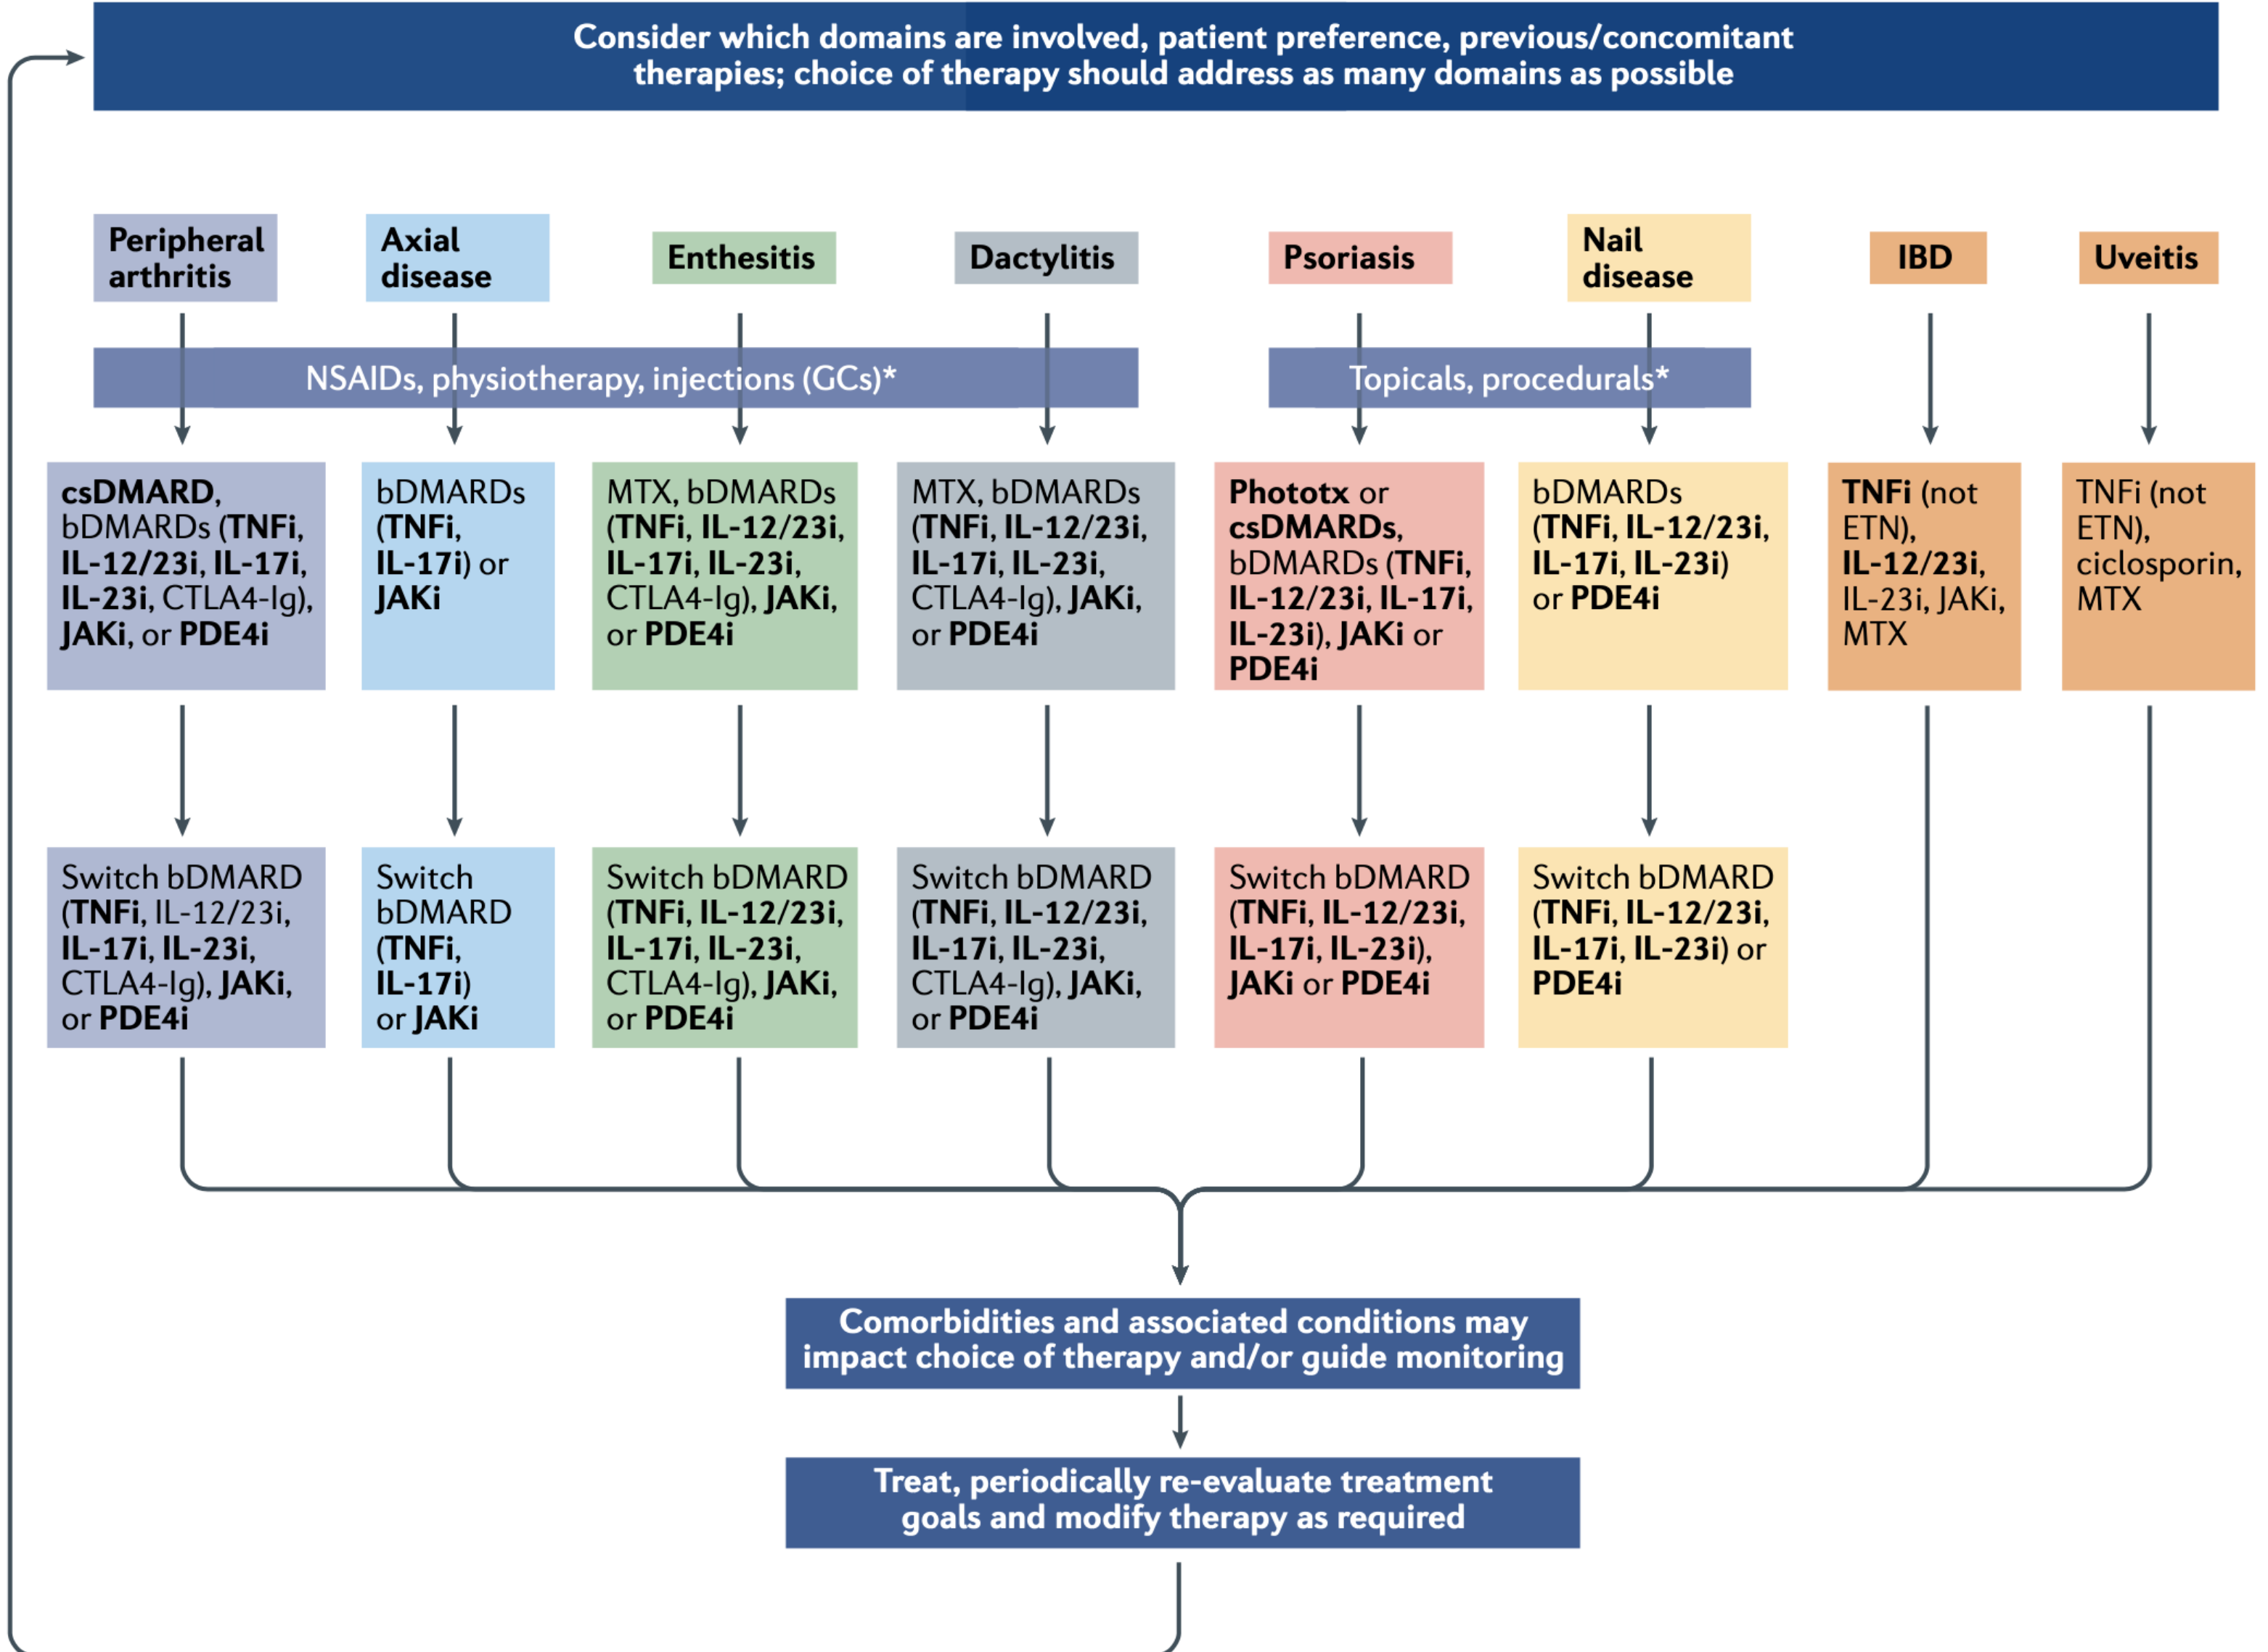 Consider which domains are involved, patient preference, previous/concomitant
therapies; choice of therapy should address as many domains as possible
Peripheral
arthritis
Axial
disease
Enthesitis
Dactylitis
Psoriasis
Nail
disease
IBD
Uveitis
NSAIDs, physiotherapy, injections (GCs)*
Topicals, procedurals*
csDMARD,
bDMARDs (TNFi,
IL-12/23i, IL-17i,
IL-23i, CTLA4-Ig),
JAKi, or PDE4i
bDMARDs
(TNFi,
IL-17i) or
JAKi
MTX, bDMARDs
(TNFi, IL-12/23i,
IL-17i, IL-23i,
CTLA4-Ig), JAKi,
or PDE4i
MTX, bDMARDs
(TNFi, IL-12/23i,
IL-17i, IL-23i,
CTLA4-Ig), JAKi,
or PDE4i
Phototx or
csDMARDs,
bDMARDs (TNFi,
IL-12/23i, IL-17i,
IL-23i), JAKi or
PDE4i
bDMARDs
(TNFi, IL-12/23i,
IL-17i, IL-23i)
or PDE4i
TNFi (not
ETN),
IL-12/23i,
IL-23i, JAKi,
MTX
TNFi (not
ETN),
ciclosporin,
MTX
Switch bDMARD
(TNFi, IL-12/23i,
IL-17i, IL-23i,
CTLA4-Ig), JAKi,
or PDE4i
Switch
bDMARD
(TNFi,
IL-17i)
or JAKi
Switch bDMARD
(TNFi, IL-12/23i,
IL-17i, IL-23i,
CTLA4-Ig), JAKi,
or PDE4i
Switch bDMARD
(TNFi, IL-12/23i,
IL-17i, IL-23i,
CTLA4-Ig), JAKi,
or PDE4i
Switch bDMARD
(TNFi, IL-12/23i,
IL-17i, IL-23i),
JAKi or PDE4i
Switch bDMARD
(TNFi, IL-12/23i,
IL-17i, IL-23i) or
PDE4i
Comorbidities and associated conditions may
impact choice of therapy and/or guide monitoring
Treat, periodically re-evaluate treatment
goals and modify therapy as required